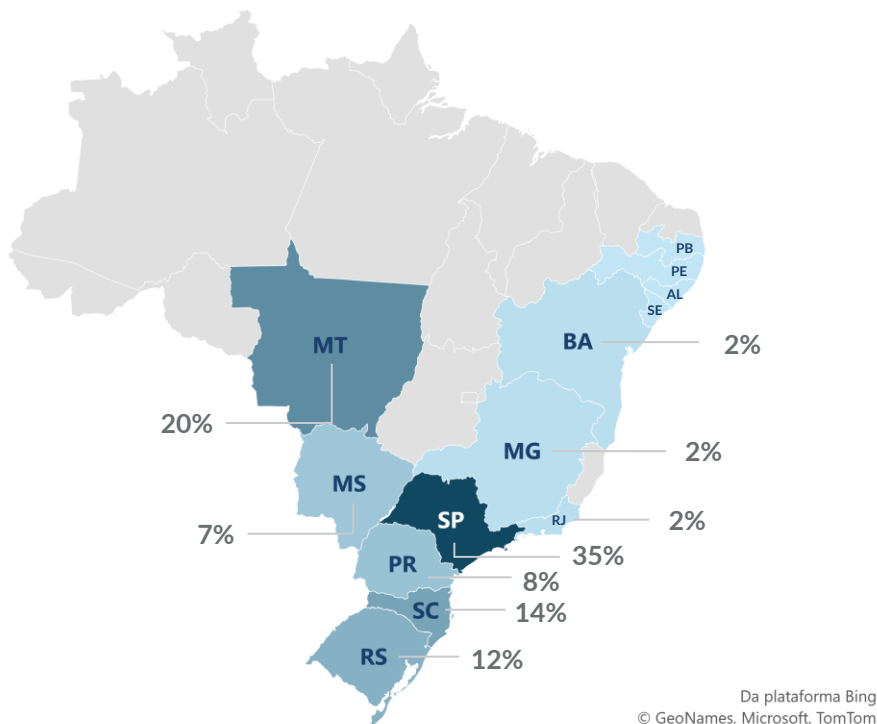 PB
PE
AL
SE
MT
BA
2%
20%
MG
2%
MS
SP
RJ
2%
7%
35%
PR
8%
SC
14%
RS
12%
Da plataforma Bing
© GeoNames, Microsoft, TomTom